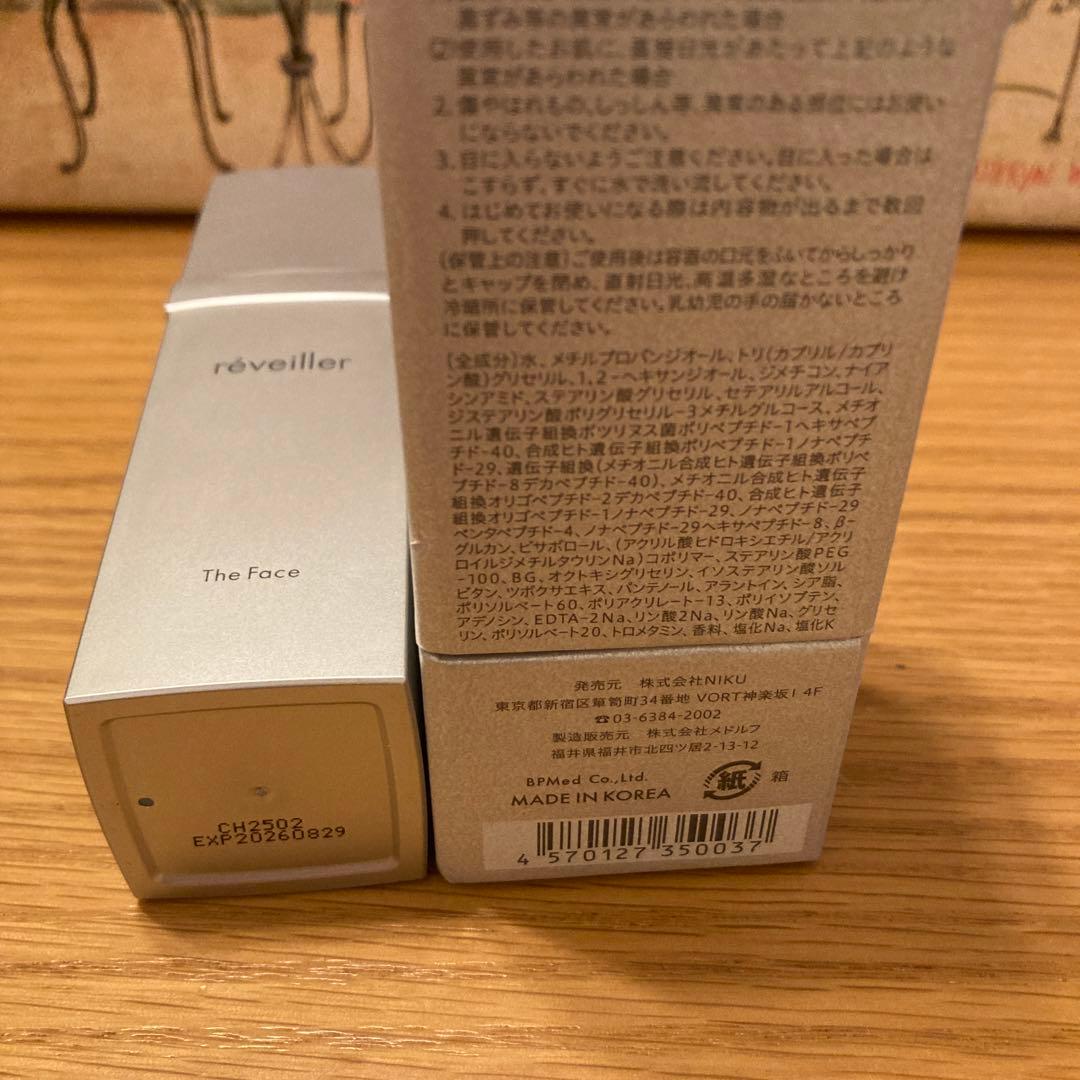 黒ずみ等の異常があらわれた場合
②使用したお肌に、直接日光があたって上記のような
異常があらわれた場合
2. 傷やはれもの、しっしん等、異常のある部位にはお使い
にならないでください。
3. 目に入らないようご注意ください。目に入った場合は
こすらず、すぐに水で洗い流してください。
4. はじめてお使いになる際は内容物が出るまで数回
押してください。
(保管上の注意)ご使用後は容器の口元をふいてからしっかり
とキャップを閉め、直射日光、高温多湿なところを避け
冷暗所に保管してください。乳幼児の手の届かないところ
に保管してください。
(全成分)水、メチルプロパンジオール、トリ(カプリル/カプリ
ン酸)グリセリル、1,2-ヘキサンジオール、ジメチコン、ナイア
シンアミド、ステアリン酸グリセリル、セテアリルアルコール、
ジステアリン酸ポリグリセリル-3メチルグルコース、メチオ
ニル遺伝子組換ボツリヌス菌ポリペプチド-1ヘキサペプ
チド-40、合成ヒト遺伝子組換ポリペプチド-1ノナペプチ
ド-29、遺伝子組換(メチオニル合成ヒト遺伝子組換ポリペ
プチド-8デカペプチド-40)、メチオニル合成ヒト遺伝子
組換オリゴペプチド-2デカペプチド-40、合成ヒト遺伝子
組換オリゴペプチド-1ノナペプチド-29、ノナペプチド-29
ペンタペプチド-4、ノナペプチド-29ヘキサペプチド-8、β-
グルカン、ビサボロール、(アクリル酸ヒドロキシエチル/アクリ
ロイルジメチルタウリンNa)コポリマー、ステアリン酸PEG
-100、BG、オクトキシグリセリン、イソステアリン酸ソル
ビタン、ツボクサエキス、パンテノール、アラントイン、シア脂、
ポリソルベート60、ポリアクリレート-13、ポリイソブテン、
アデノシン、EDTA-2Na、リン酸2Na、リン酸Na、グリセ
リン、ポリソルベート20、トロメタミン、香料、塩化Na、塩化K
発売元 株式会社NIKU
東京都新宿区箪笥町34番地 VORT神楽坂Ⅰ 4F
☎03-6384-2002
製造販売元 株式会社メドルフ
福井県福井市北四ツ居2-13-12
BPMed Co.,Ltd.
MADE IN KOREA
紙 箱
4 570127 350037
réveiller
The Face
CH2502
EXP20260829